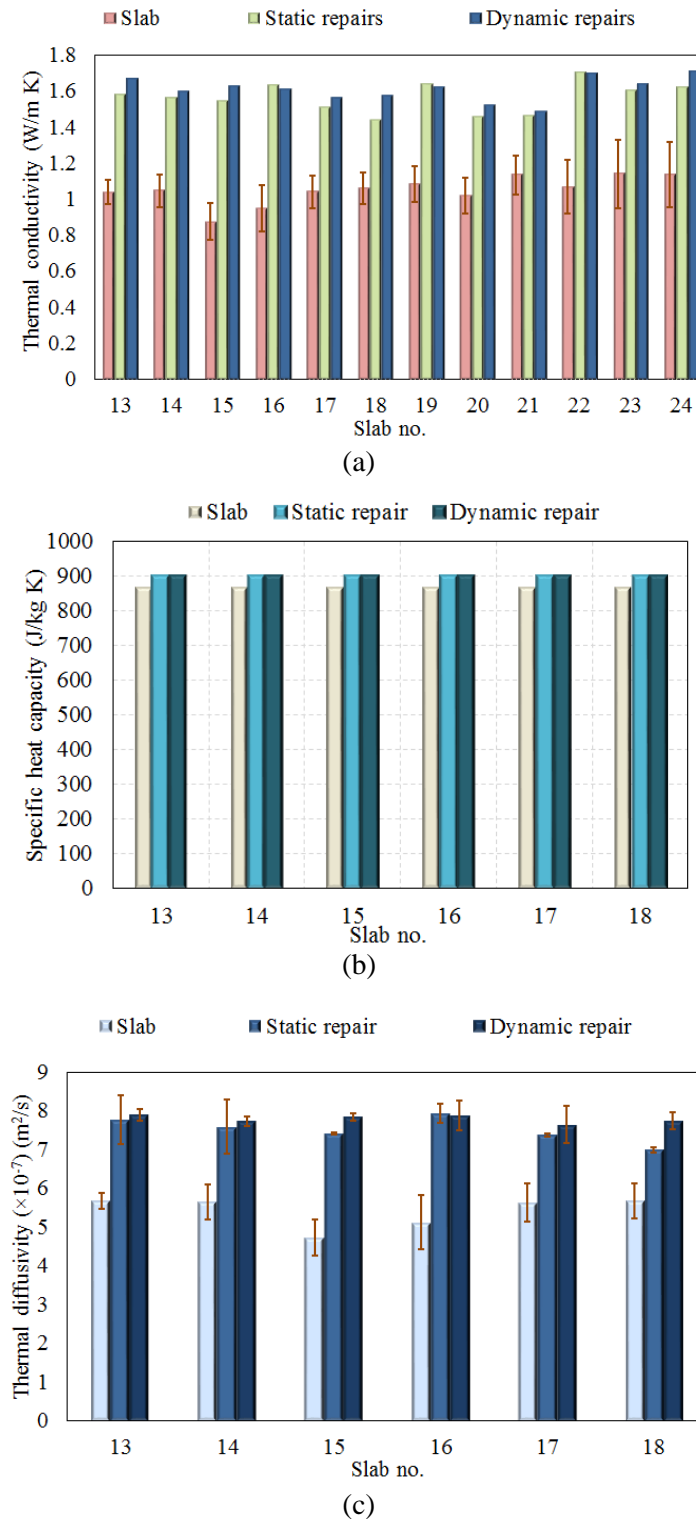 Slab Static repairs Dynamic repairs
Thermal conductivity (W/m K)
1.8
1.6
1.4
1.2
1
0.8
0.6
0.4
0.2
0
13 14 15 16 17 18 19 20 21 22 23 24
Slab no.
(a)
Slab Static repair Dynamic repair
Specific heat capacity (J/kg K)
1000
900
800
700
600
500
400
300
200
100
0
13 14 15 16 17 18
Slab no.
(b)
Slab Static repair Dynamic repair
Thermal diffusivity (×10⁻⁷) (m²/s)
9
8
7
6
5
4
3
2
1
0
13 14 15 16 17 18
Slab no.
(c)